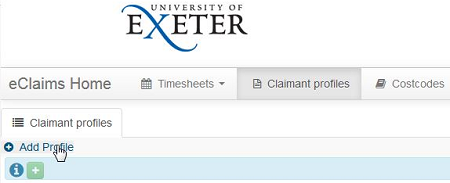 UNIVERSITY OF
EXETER
eClaims Home Timesheets Claimant profiles Costcodes
Claimant profiles
Add Profile